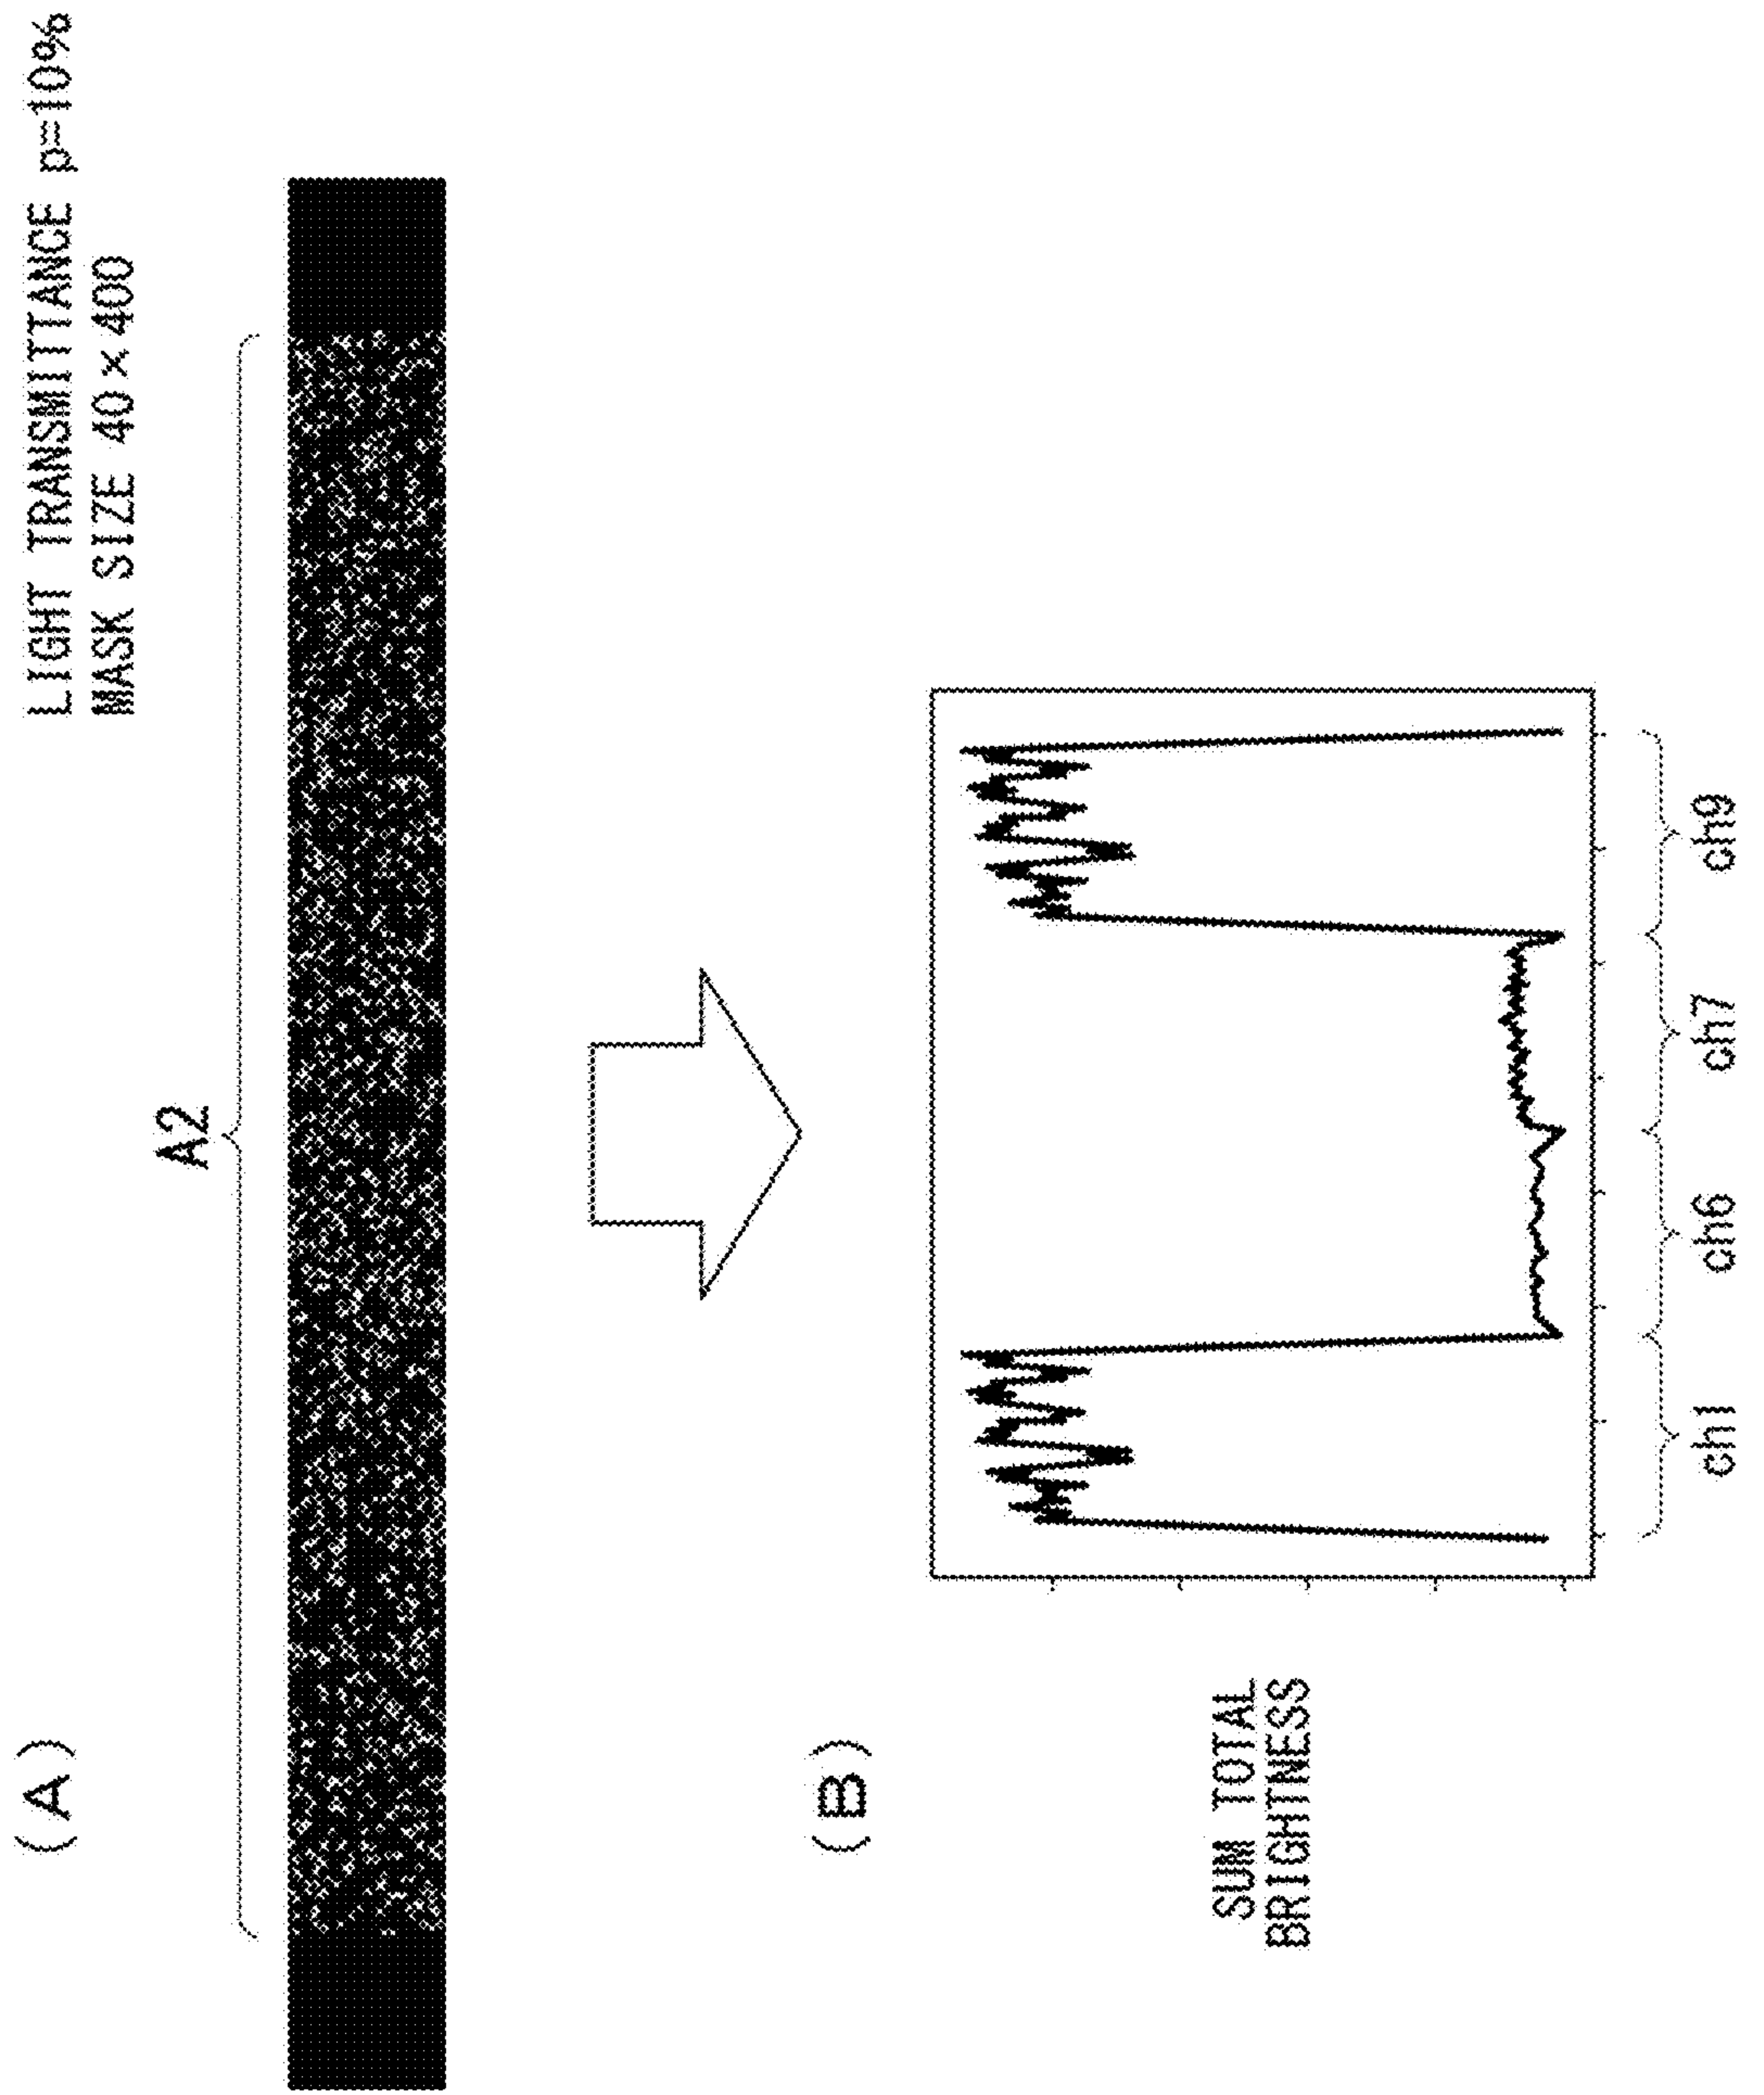 (A)
LIGHT TRANSMITTANCE p=10%
MASK SIZE 40×400
A2
(B)
SUM TOTAL
BRIGHTNESS
ch1 ch6 ch7 ch9